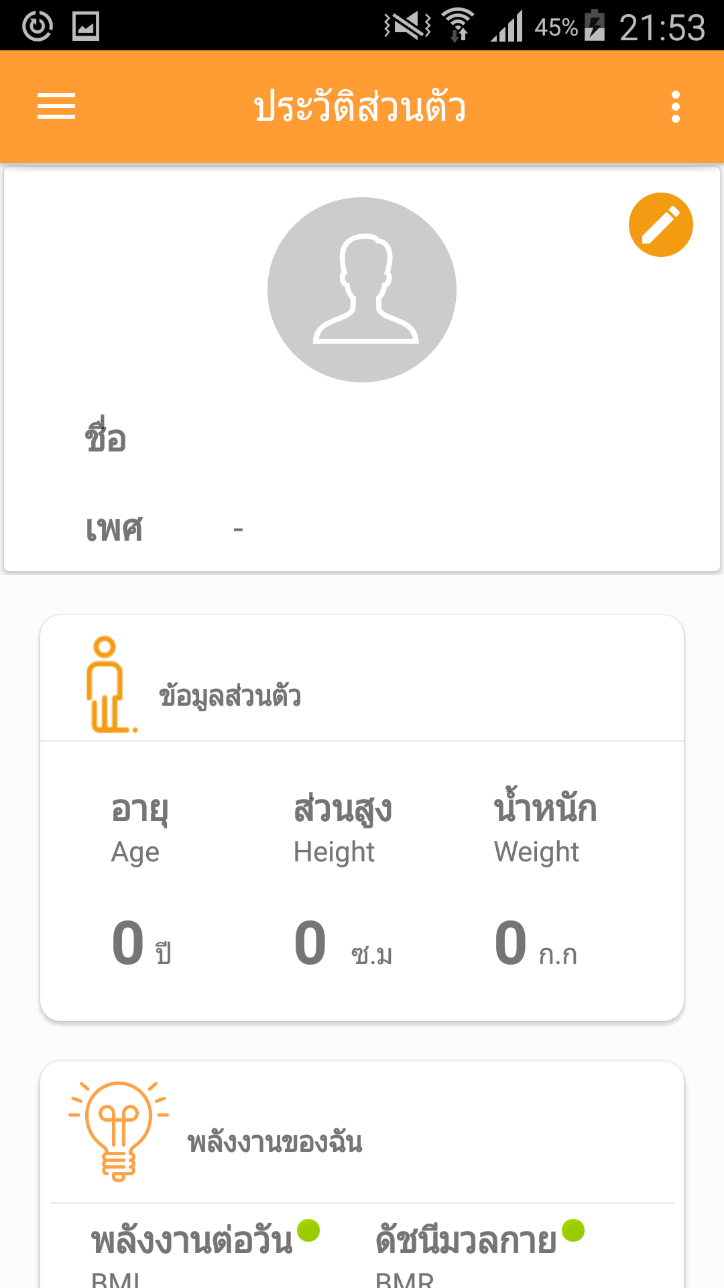 45% 21:53
ประวัติส่วนตัว
ชื่อ
เพศ -
ข้อมูลส่วนตัว
อายุ ส่วนสูง น้ำหนัก
Age Height Weight
0 ปี 0 ซ.ม 0 ก.ก
พลังงานของฉัน
พลังงานต่อวัน ดัชนีมวลกาย
BMI BMR